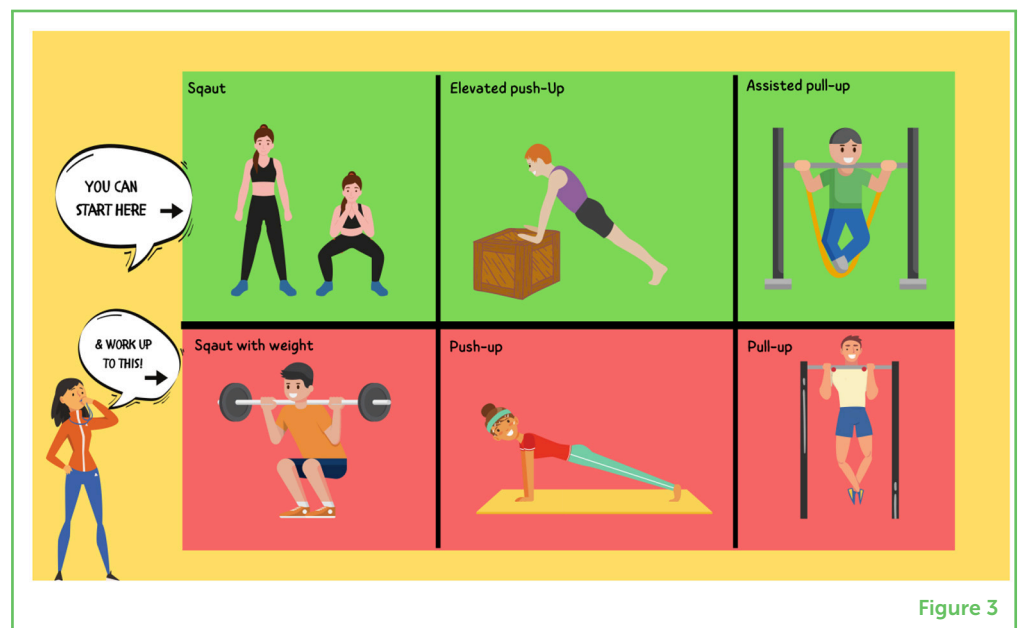 Sqaut
Elevated push-Up
Assisted pull-up
YOU CAN
START HERE
& WORK UP
TO THIS!
Sqaut with weight
Push-up
Pull-up
Figure 3